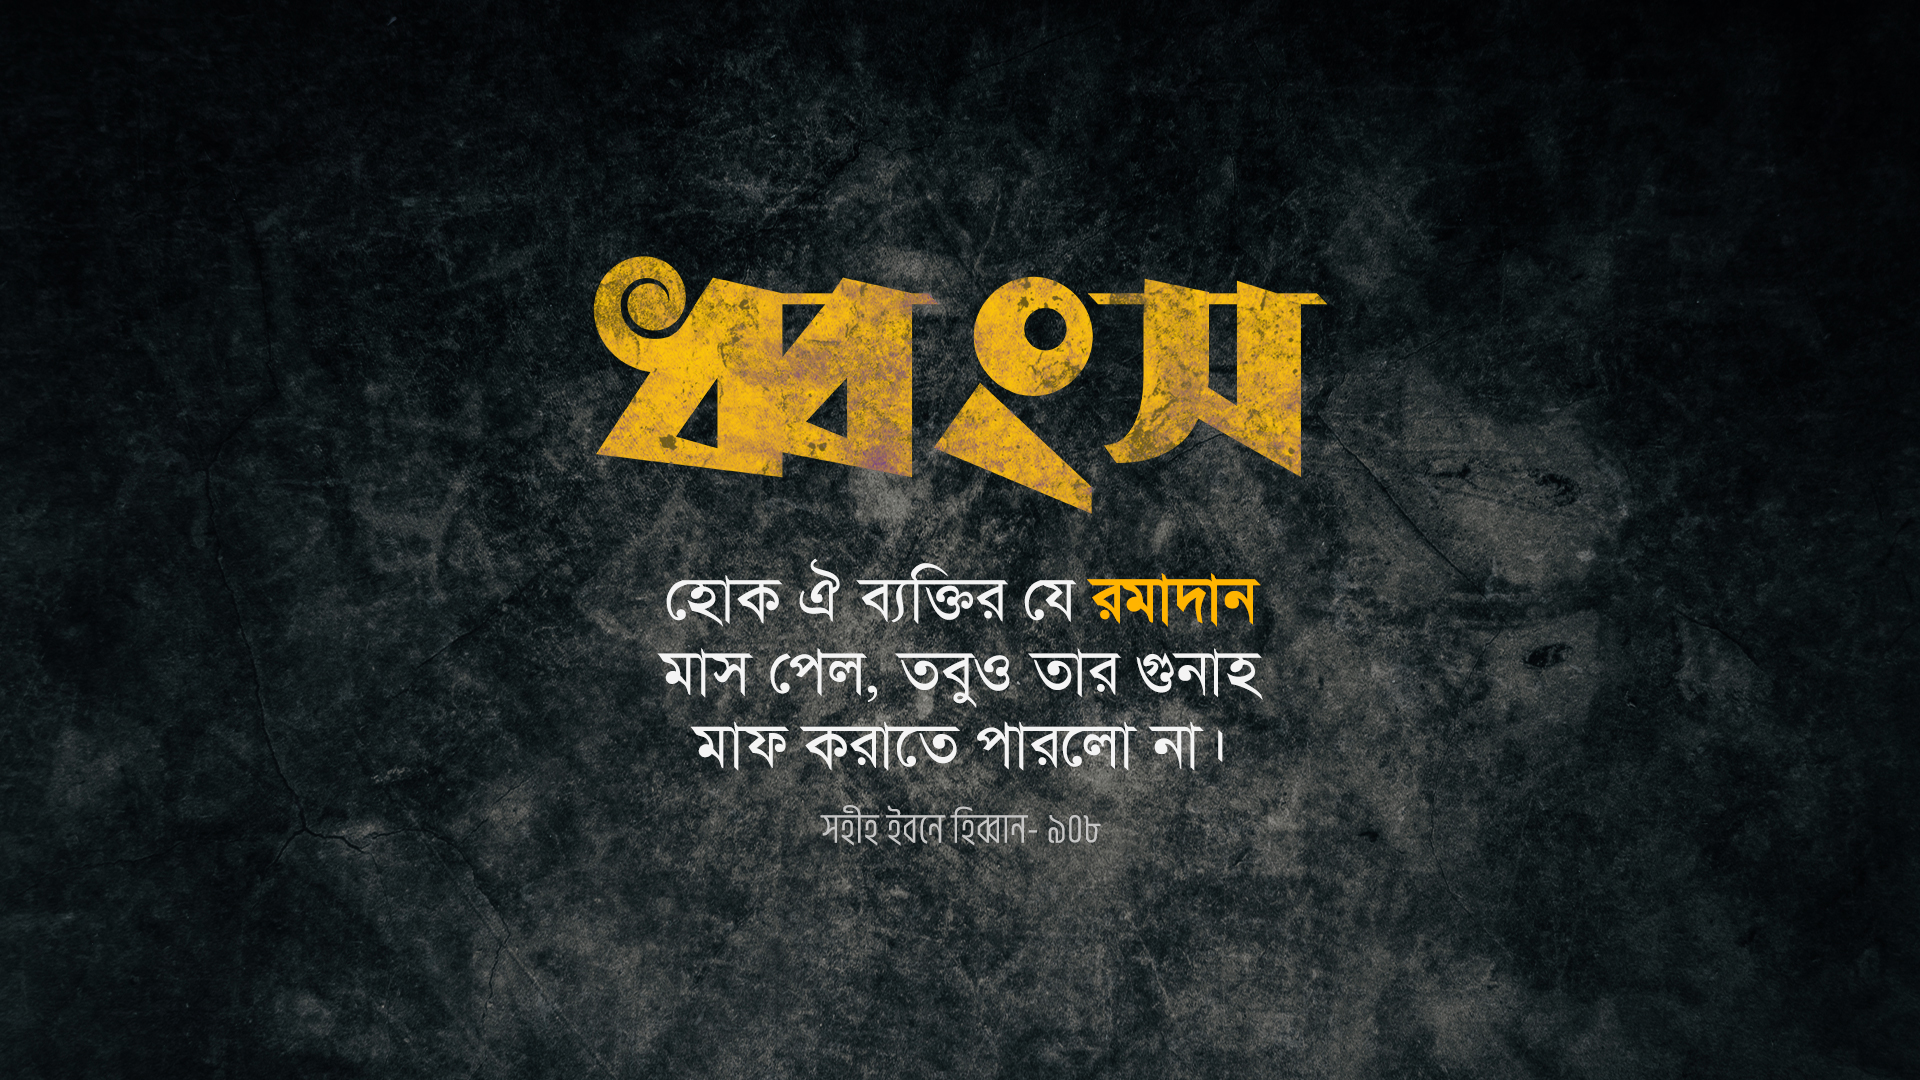 ধ্বংস
হোক ঐ ব্যক্তির যে রমাদান
মাস পেল, তবুও তার গুনাহ
মাফ করাতে পারলো না।
সহীহ ইবনে হিব্বান- ৯০৮